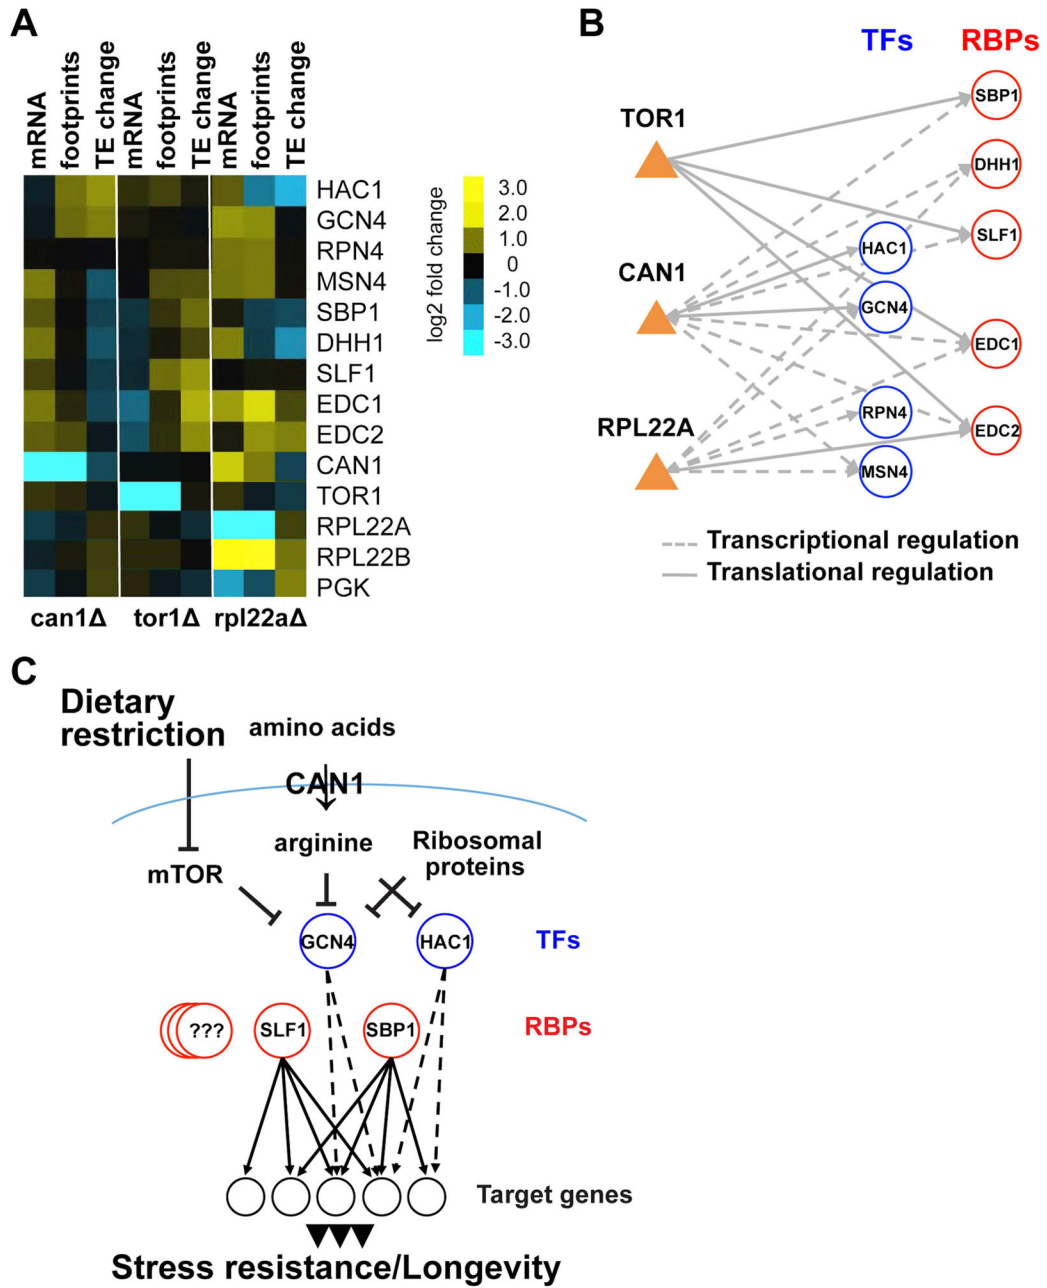 A
mRNA
footprints
TE change
mRNA
footprints
TE change
mRNA
footprints
TE change
HAC1
GCN4
RPN4
MSN4
SBP1
DHH1
SLF1
EDC1
EDC2
CAN1
TOR1
RPL22A
RPL22B
PGK
can1Δ tor1Δ rpl22aΔ
log2 fold change
3.0
2.0
1.0
0
-1.0
-2.0
-3.0
B
TFs RBPs
TOR1
CAN1
RPL22A
HAC1
GCN4
RPN4
MSN4
SBP1
DHH1
SLF1
EDC1
EDC2
Transcriptional regulation
Translational regulation
C
Dietary
restriction
amino acids
CAN1
arginine
Ribosomal
proteins
mTOR
GCN4 HAC1 TFs
??? SLF1 SBP1 RBPs
Target genes
Stress resistance/Longevity